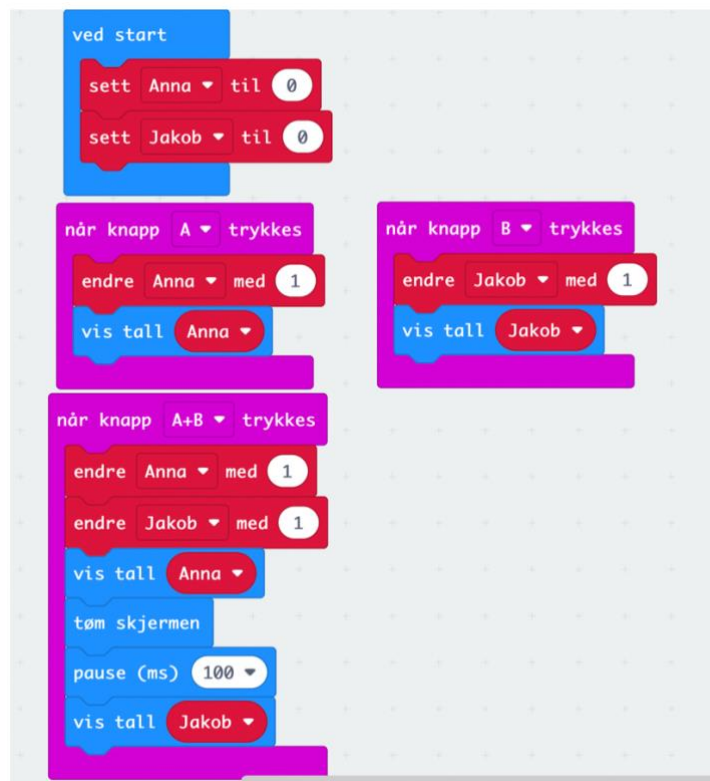 ved start
sett Anna til 0
sett Jakob til 0
når knapp A trykkes
endre Anna med 1
vis tall Anna
når knapp B trykkes
endre Jakob med 1
vis tall Jakob
når knapp A+B trykkes
endre Anna med 1
endre Jakob med 1
vis tall Anna
tøm skjermen
pause (ms) 100
vis tall Jakob